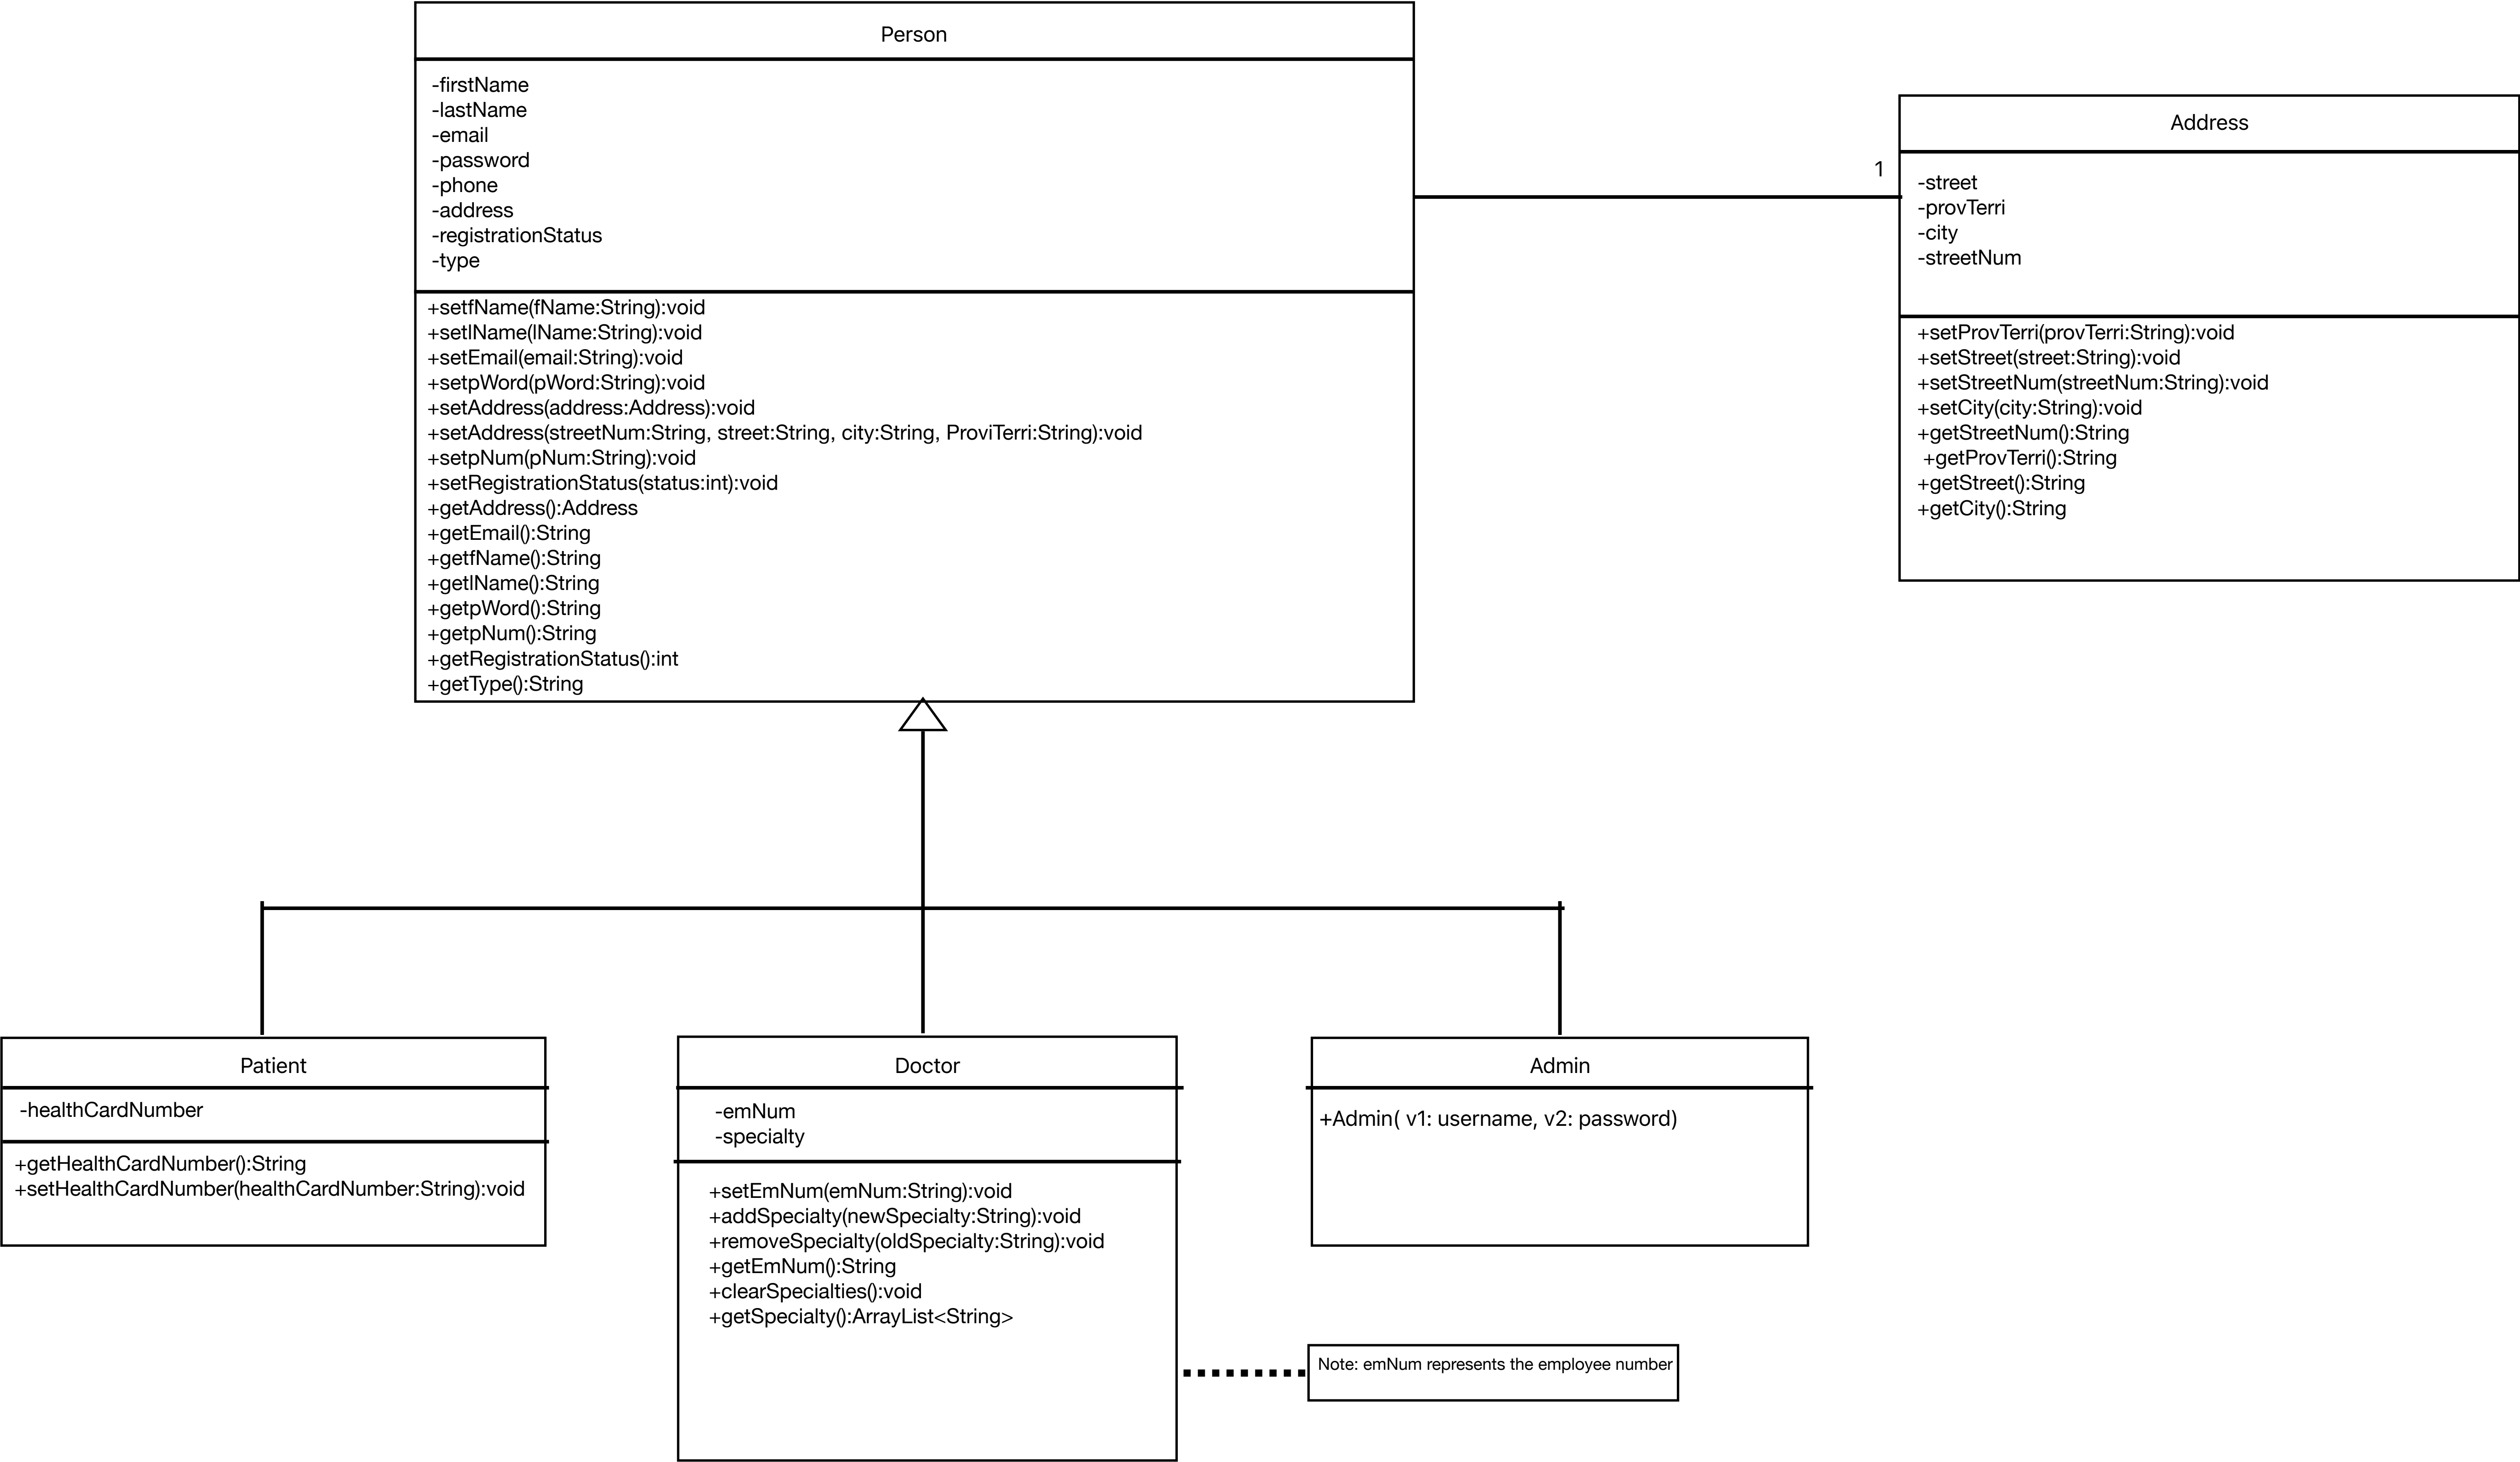 Person
-firstName
-lastName
-email
-password
-phone
-address
-registrationStatus
-type
+setfName(fName:String):void
+setlName(lName:String):void
+setEmail(email:String):void
+setpWord(pWord:String):void
+setAddress(address:Address):void
+setAddress(streetNum:String, street:String, city:String, ProviTerri:String):void
+setpNum(pNum:String):void
+setRegistrationStatus(status:int):void
+getAddress():Address
+getEmail():String
+getfName():String
+getlName():String
+getpWord():String
+getpNum():String
+getRegistrationStatus():int
+getType():String
1
Address
-street
-provTerri
-city
-streetNum
+setProvTerri(provTerri:String):void
+setStreet(street:String):void
+setStreetNum(streetNum:String):void
+setCity(city:String):void
+getStreetNum():String
+getProvTerri():String
+getStreet():String
+getCity():String
Patient
-healthCardNumber
+getHealthCardNumber():String
+setHealthCardNumber(healthCardNumber:String):void
Doctor
-emNum
-specialty
+setEmNum(emNum:String):void
+addSpecialty(newSpecialty:String):void
+removeSpecialty(oldSpecialty:String):void
+getEmNum():String
+clearSpecialties():void
+getSpecialty():ArrayList<String>
Admin
+Admin( v1: username, v2: password)
Note: emNum represents the employee number